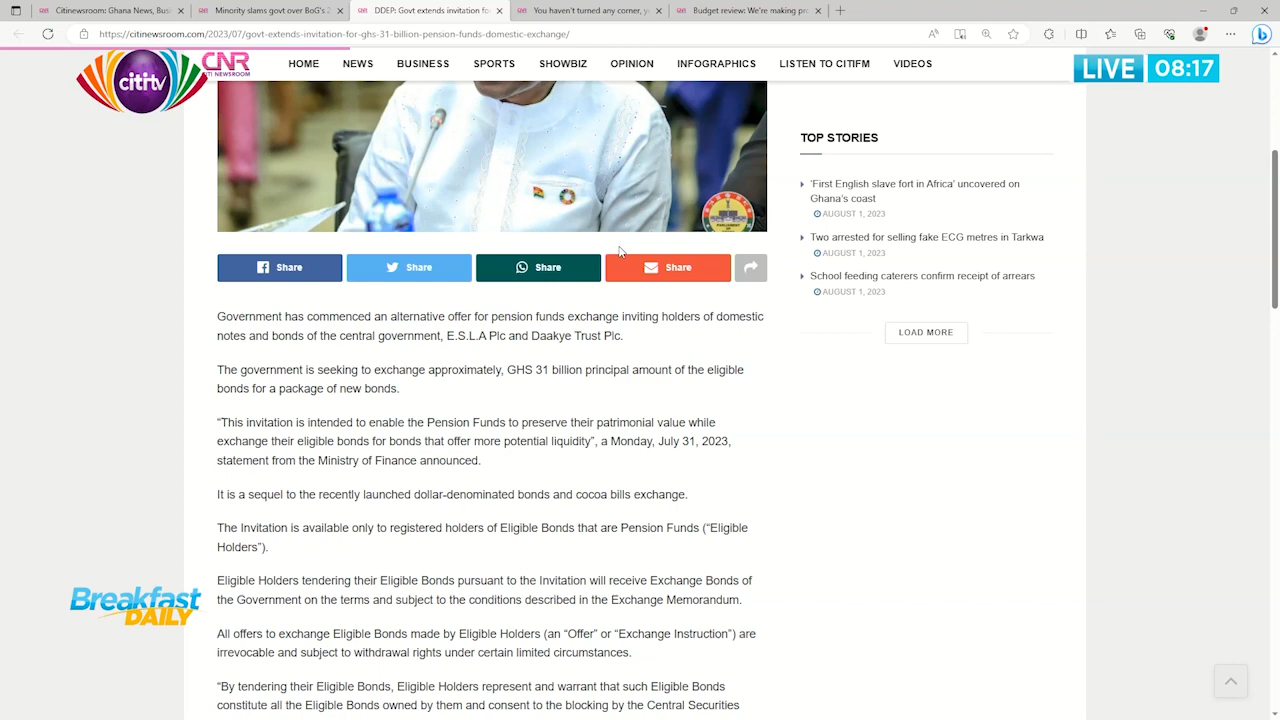 Citinewsroom: Ghana News, Busi
Minority slams govt over BoG's 2
DDEP: Govt extends invitation fo
You haven't turned any corner, y
Budget review: We're making pro
https://citinewsroom.com/2023/07/govt-extends-invitation-for-ghs-31-billion-pension-funds-domestic-exchange/
citi tv
CNR
CITI NEWSROOM
HOME NEWS BUSINESS SPORTS SHOWBIZ OPINION INFOGRAPHICS LISTEN TO CITIFM VIDEOS
LIVE 08:17
Share Share Share Share
Government has commenced an alternative offer for pension funds exchange inviting holders of domestic
notes and bonds of the central government, E.S.L.A Plc and Daakye Trust Plc.
The government is seeking to exchange approximately, GHS 31 billion principal amount of the eligible
bonds for a package of new bonds.
“This invitation is intended to enable the Pension Funds to preserve their patrimonial value while
exchange their eligible bonds for bonds that offer more potential liquidity”, a Monday, July 31, 2023,
statement from the Ministry of Finance announced.
It is a sequel to the recently launched dollar-denominated bonds and cocoa bills exchange.
The Invitation is available only to registered holders of Eligible Bonds that are Pension Funds (“Eligible
Holders”).
Eligible Holders tendering their Eligible Bonds pursuant to the Invitation will receive Exchange Bonds of
the Government on the terms and subject to the conditions described in the Exchange Memorandum.
All offers to exchange Eligible Bonds made by Eligible Holders (an “Offer” or “Exchange Instruction”) are
irrevocable and subject to withdrawal rights under certain limited circumstances.
“By tendering their Eligible Bonds, Eligible Holders represent and warrant that such Eligible Bonds
constitute all the Eligible Bonds owned by them and consent to the blocking by the Central Securities
TOP STORIES
‘First English slave fort in Africa’ uncovered on
Ghana’s coast
AUGUST 1, 2023
Two arrested for selling fake ECG metres in Tarkwa
AUGUST 1, 2023
School feeding caterers confirm receipt of arrears
AUGUST 1, 2023
LOAD MORE
Breakfast
DAILY